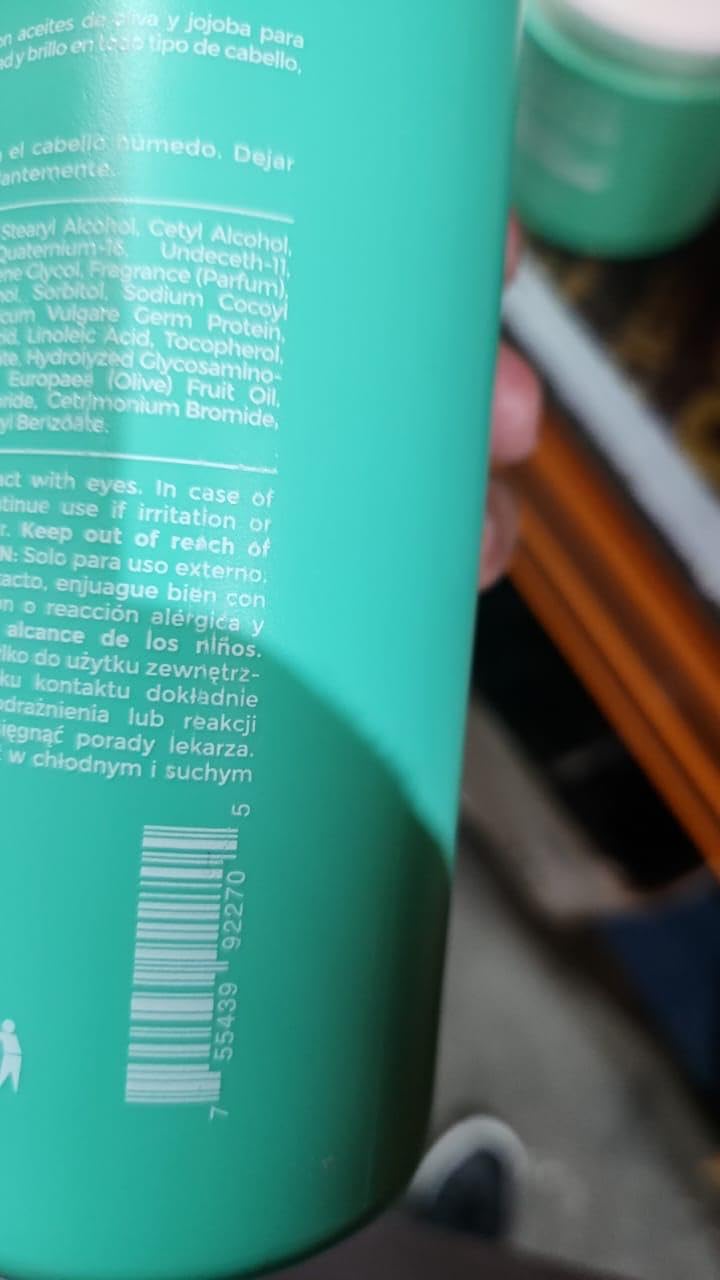 n aceites de oliva y jojoba para
d y brillo en todo tipo de cabello,
el cabello húmedo. Dejar
antemente.
Stearyl Alcohol, Cetyl Alcohol,
Quaternium-16, Undeceth-11,
ne Glycol, Fragrance (Parfum),
ol, Sorbitol, Sodium Cocoyl
cum Vulgare Germ Protein,
id, Linoleic Acid, Tocopherol,
te, Hydrolyzed Glycosamino-
Europaea (Olive) Fruit Oil,
ride, Cetrimonium Bromide,
yl Benzoate.
act with eyes. In case of
tinue use if irritation or
r. Keep out of reach of
N: Solo para uso externo.
tacto, enjuague bien con
n o reacción alérgica y
alcance de los niños.
lko do użytku zewnętrz-
ku kontaktu dokładnie
odrażnienia lub reakcji
sięgnąć porady lekarza.
w chłodnym i suchym
7 55439 92270 5